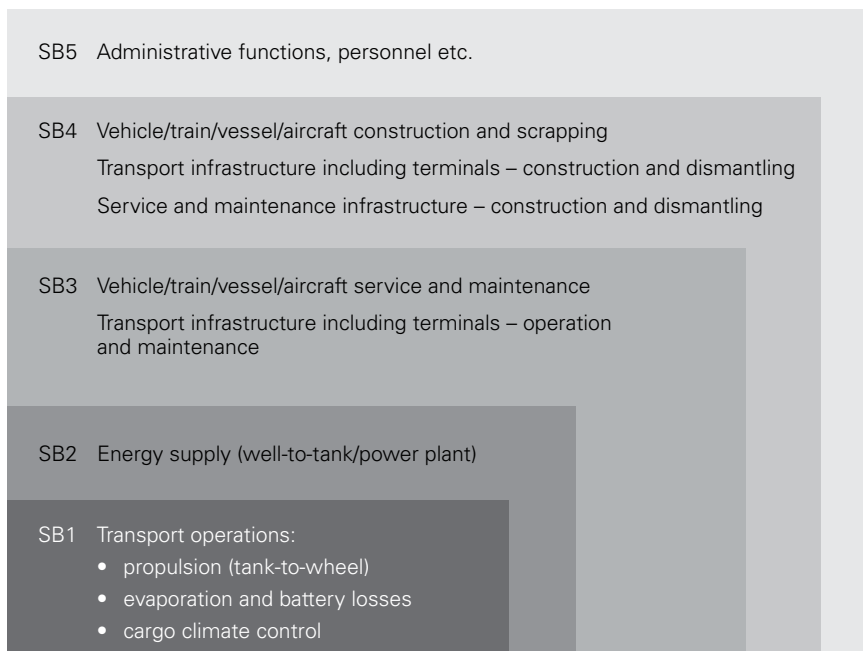 SB5 Administrative functions, personnel etc.
SB4 Vehicle/train/vessel/aircraft construction and scrapping
Transport infrastructure including terminals – construction and dismantling
Service and maintenance infrastructure – construction and dismantling
SB3 Vehicle/train/vessel/aircraft service and maintenance
Transport infrastructure including terminals – operation
and maintenance
SB2 Energy supply (well-to-tank/power plant)
SB1 Transport operations:
• propulsion (tank-to-wheel)
• evaporation and battery losses
• cargo climate control